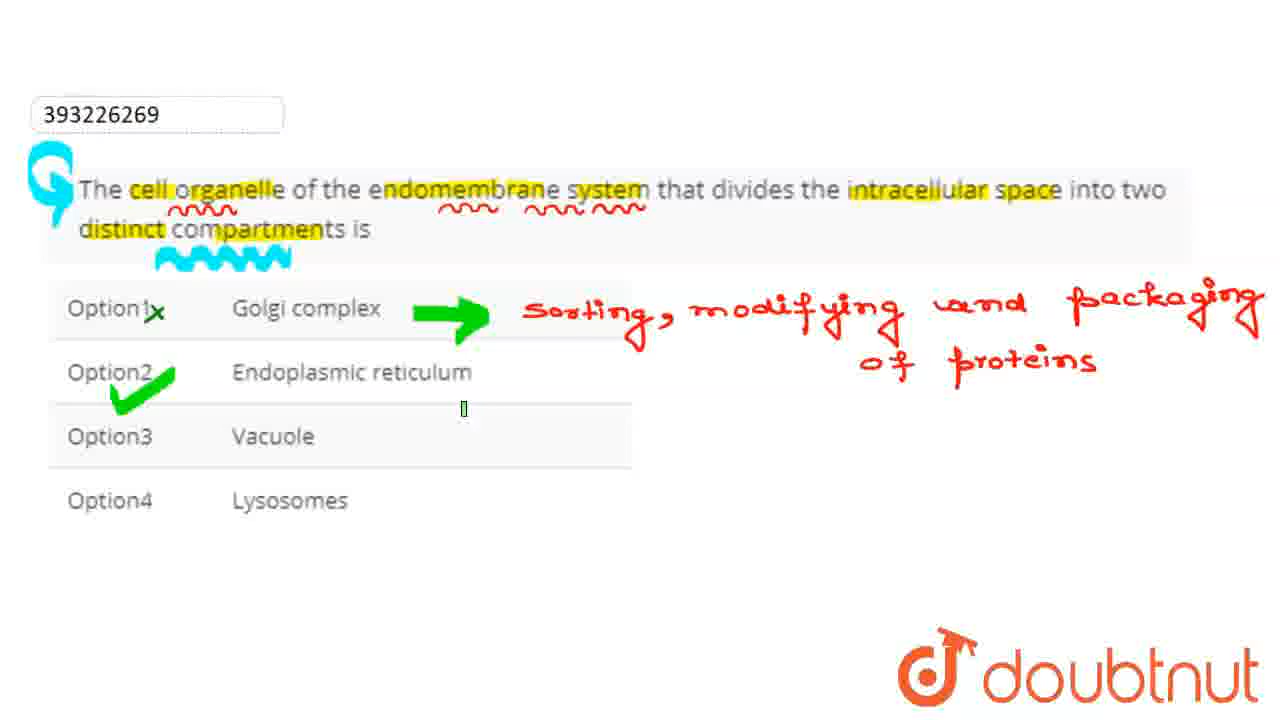 393226269
The cell organelle of the endomembrane system that divides the intracellular space into two
distinct compartments is
Option1 x Golgi complex → sorting, modifying and packaging
of proteins
Option2 Endoplasmic reticulum
Option3 Vacuole
Option4 Lysosomes
doubtnut